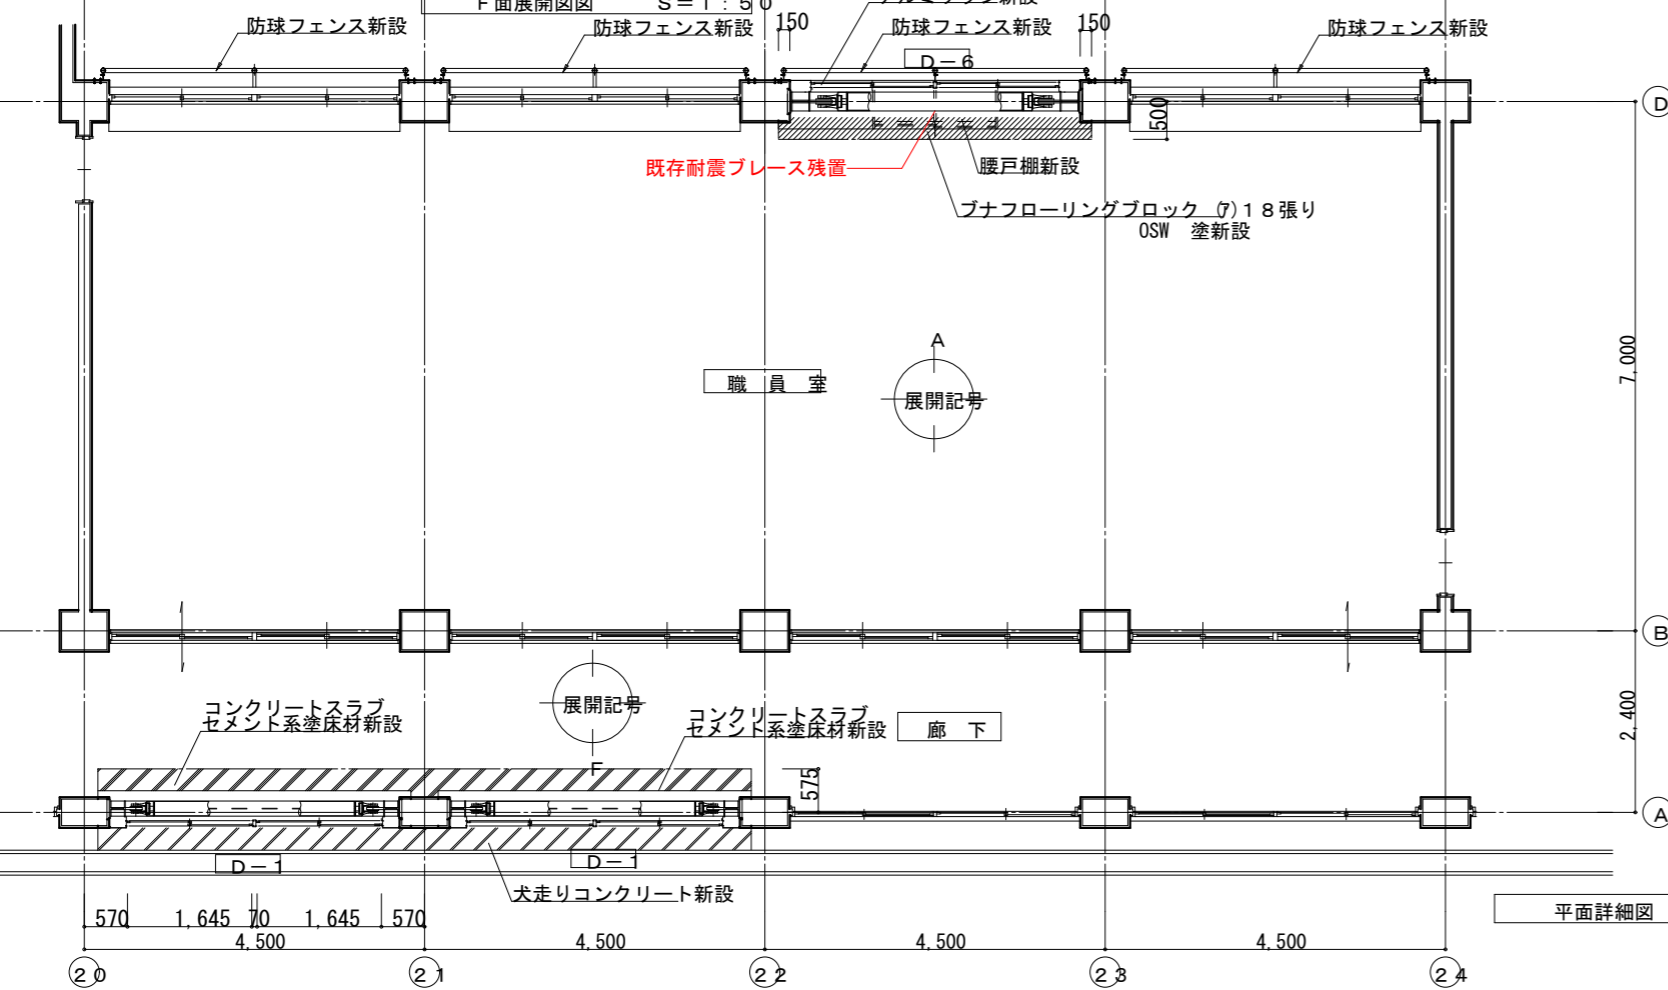 F面展開図図 S=1:50
防球フェンス新設
防球フェンス新設
150
防球フェンス新設
150
防球フェンス新設
D-6
D
500
既存耐震ブレース残置
腰戸棚新設
ブナフローリングブロック (ｱ)18張り
OSW 塗新設
A
職員室
展開記号
7,000
B
展開記号
F
コンクリートスラブ
セメント系塗床材新設
コンクリートスラブ
セメント系塗床材新設
廊下
2,400
575
A
D-1
D-1
犬走りコンクリート新設
平面詳細図
570 1,645 70 1,645 570
4,500 4,500 4,500 4,500
20 21 22 23 24